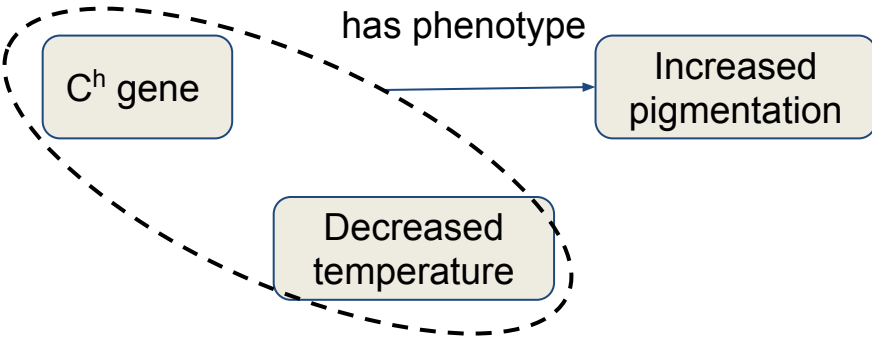 has phenotype
C^h gene
Increased
pigmentation
Decreased
temperature